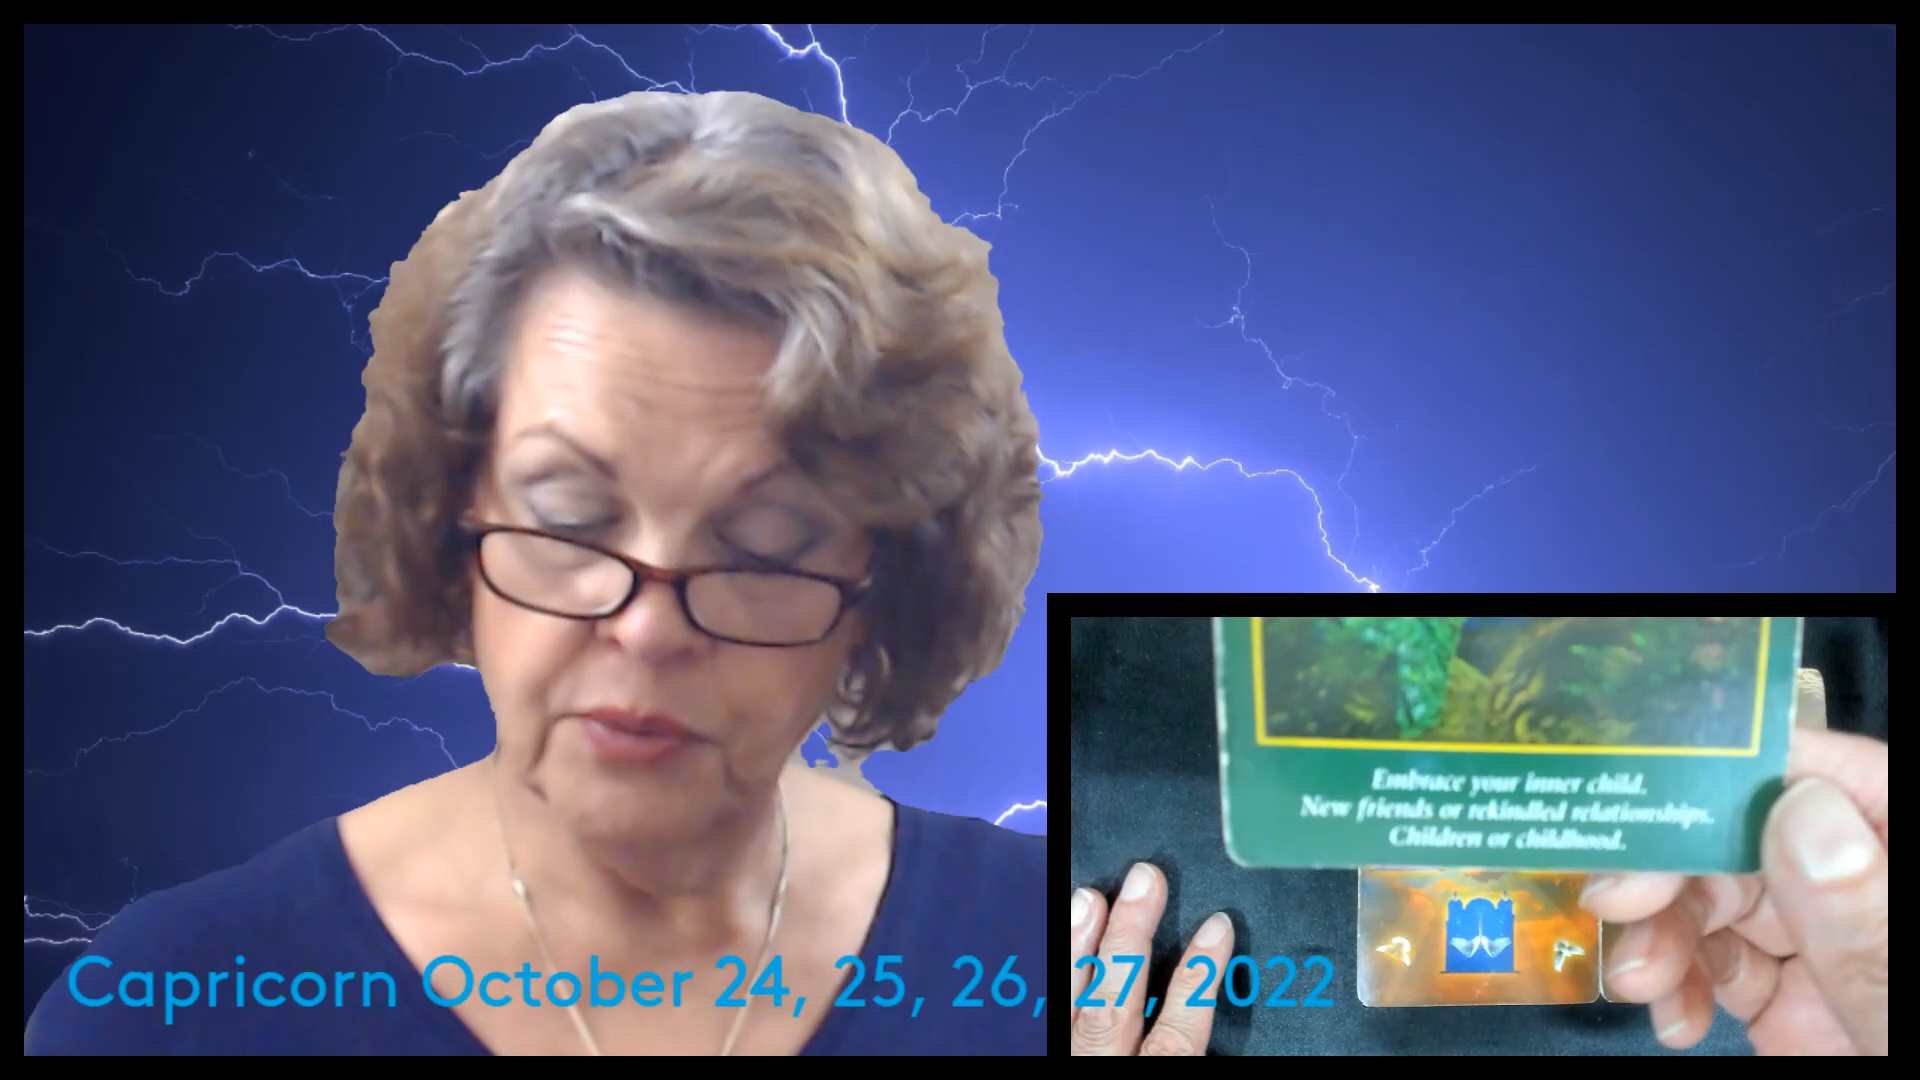 Embrace your inner child.
New friends or rekindled relationships.
Children or childhood.
Capricorn October 24, 25, 26, 27, 2022